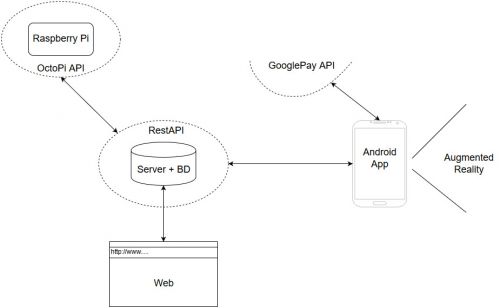 Raspberry Pi
OctoPi API
GooglePay API
RestAPI
Server + BD
Android
App
Augmented
Reality
http://www....
Web